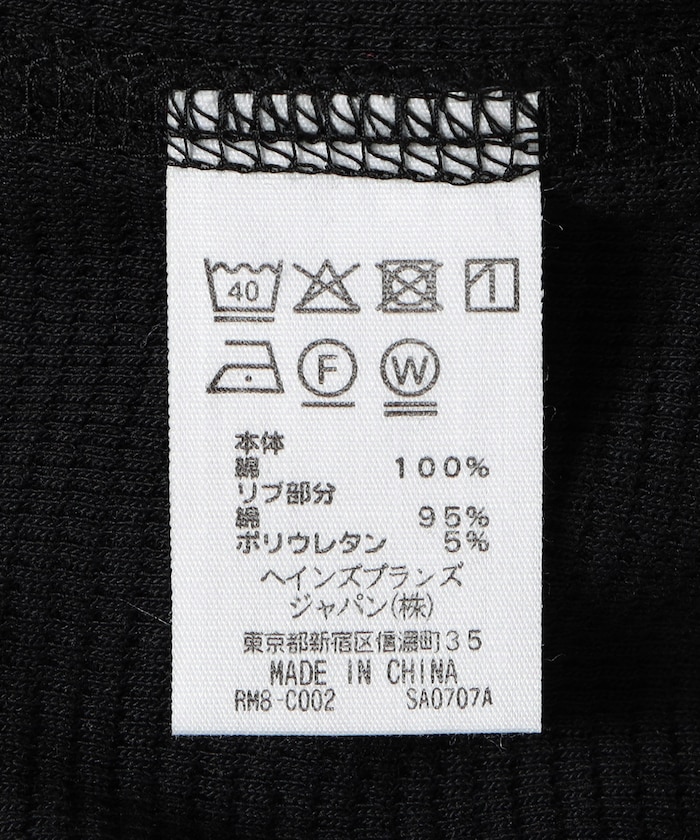 40
F W
本体
綿 100%
リブ部分
綿 95%
ポリウレタン 5%
ヘインズブランズ
ジャパン(株)
東京都新宿区信濃町35
MADE IN CHINA
RM8-C002 SA0707A